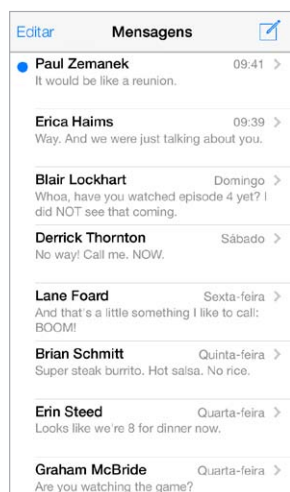 Editar Mensagens
Paul Zemanek 09:41
It would be like a reunion.
Erica Haims 09:39
Way. And we were just talking about you.
Blair Lockhart Domingo
Whoa, have you watched episode 4 yet? I
did NOT see that coming.
Derrick Thornton Sábado
No way! Call me. NOW.
Lane Foard Sexta-feira
And that's a little something I like to call:
BOOM!
Brian Schmitt Quinta-feira
Super steak burrito. Hot salsa. No rice.
Erin Steed Quarta-feira
Looks like we're 8 for dinner now.
Graham McBride Quarta-feira
Are you watching the game?